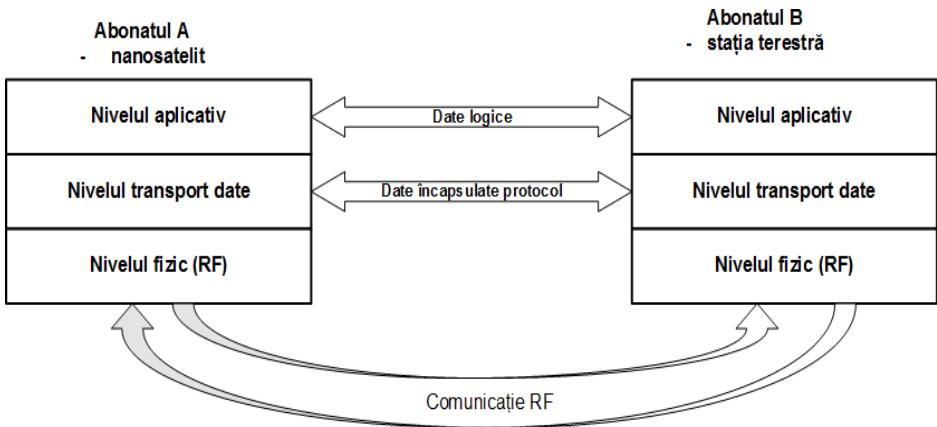 Abonatul A
- nanosatelit
Abonatul B
- stația terestră
Nivelul aplicativ
Date logice
Nivelul aplicativ
Nivelul transport date
Date încapsulate protocol
Nivelul transport date
Nivelul fizic (RF)
Nivelul fizic (RF)
Comunicație RF